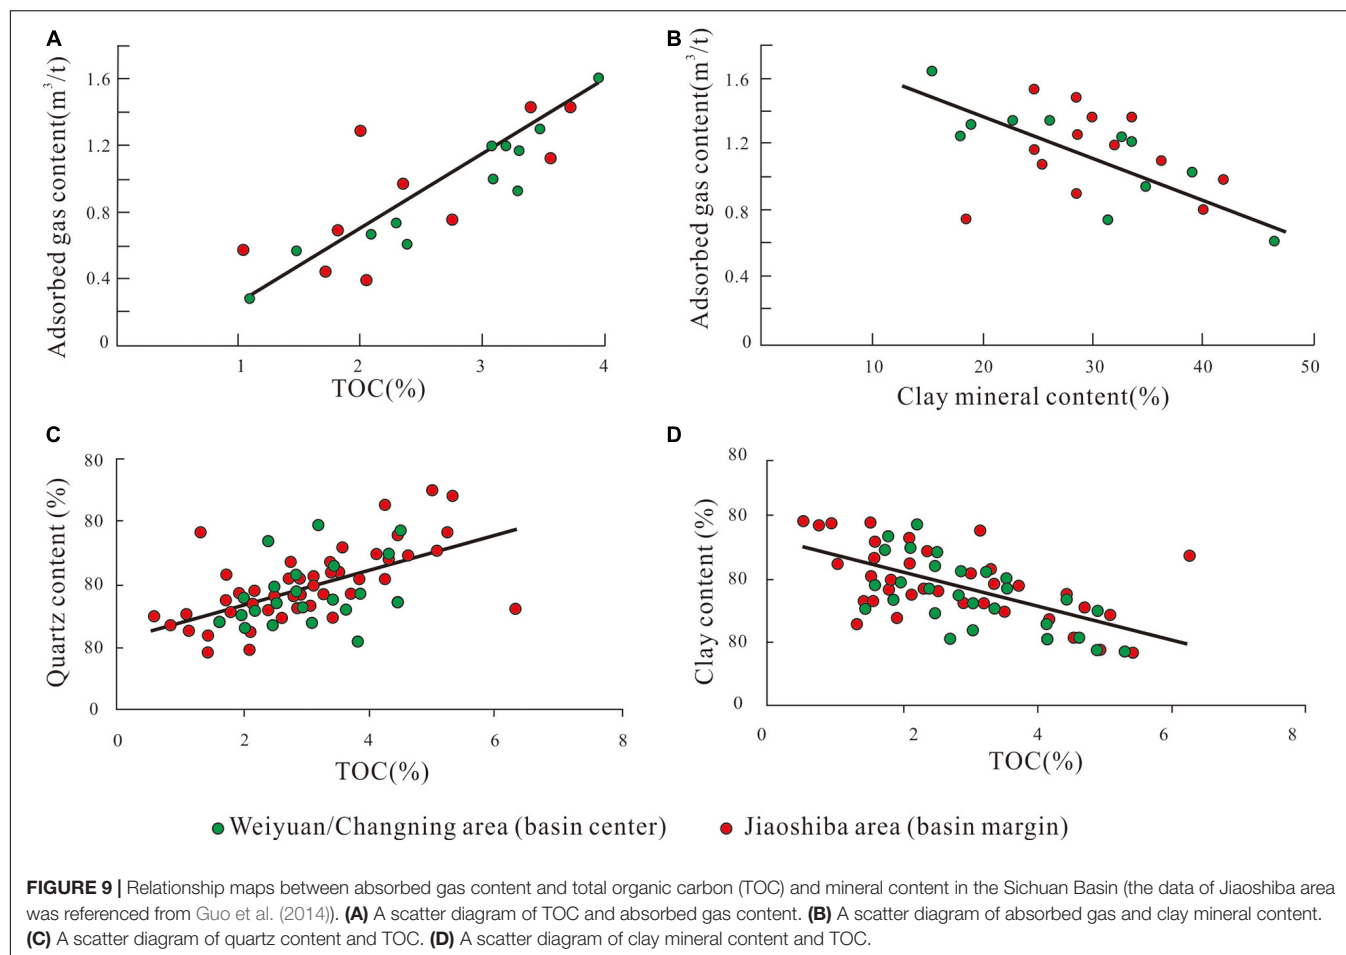 A
Adsorbed gas content(m³/t)
1.6
1.2
0.8
0.4
0
1 2 3 4
TOC(%)
B
Adsorbed gas content(m³/t)
1.6
1.2
0.8
0.4
0
10 20 30 40 50
Clay mineral content(%)
C
Quartz content (%)
80
80
80
80
0
0 2 4 6 8
TOC(%)
D
Clay content (%)
80
80
80
80
0
0 2 4 6 8
TOC(%)
Weiyuan/Changning area (basin center) Jiaoshiba area (basin margin)
FIGURE 9 | Relationship maps between absorbed gas content and total organic carbon (TOC) and mineral content in the Sichuan Basin (the data of Jiaoshiba area
was referenced from Guo et al. (2014)). (A) A scatter diagram of TOC and absorbed gas content. (B) A scatter diagram of absorbed gas and clay mineral content.
(C) A scatter diagram of quartz content and TOC. (D) A scatter diagram of clay mineral content and TOC.